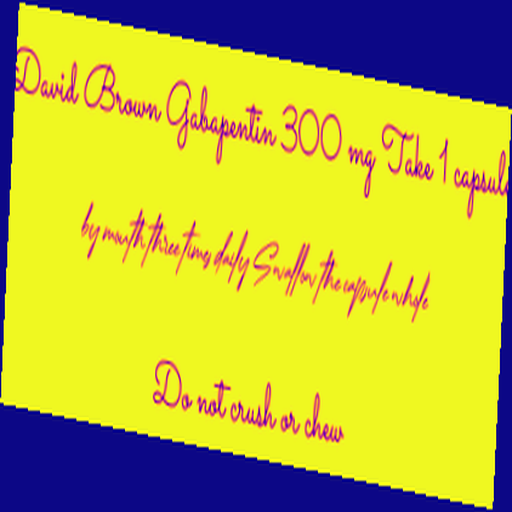 David Brown Gabapentin 300 mg Take 1 capsule
by mouth three times daily Swallow the capsule whole
Do not crush or chew